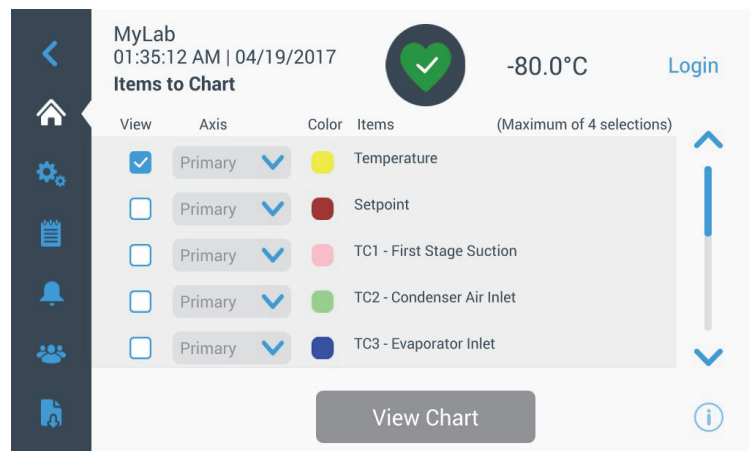 MyLab
01:35:12 AM | 04/19/2017
Items to Chart
-80.0°C
Login
View Axis Color Items (Maximum of 4 selections)
Primary Temperature
Primary Setpoint
Primary TC1 - First Stage Suction
Primary TC2 - Condenser Air Inlet
Primary TC3 - Evaporator Inlet
View Chart